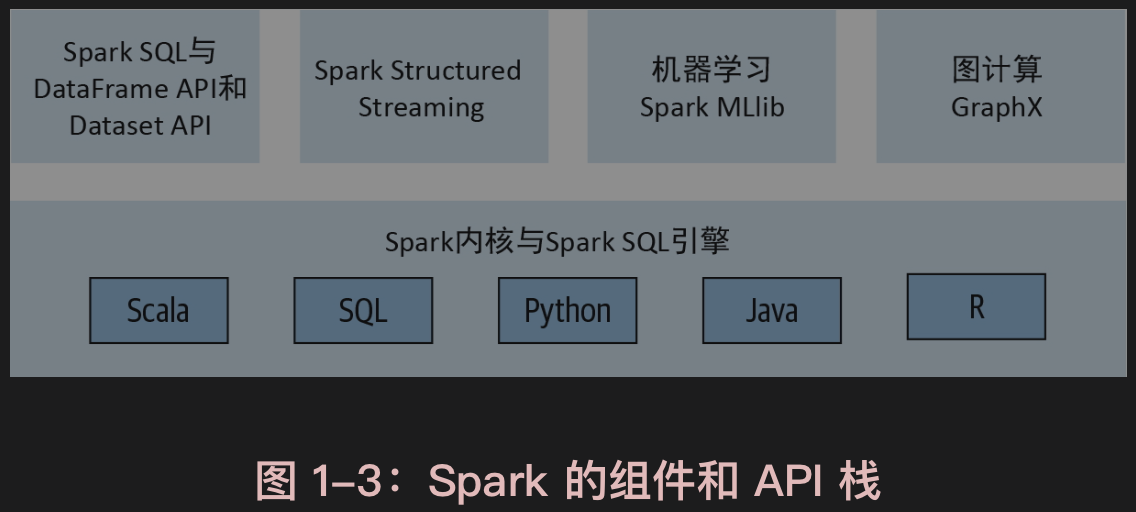 Spark SQL与
DataFrame API和
Dataset API
Spark Structured
Streaming
机器学习
Spark MLlib
图计算
GraphX
Spark内核与Spark SQL引擎
Scala
SQL
Python
Java
R
图 1–3：Spark 的组件和 API 栈